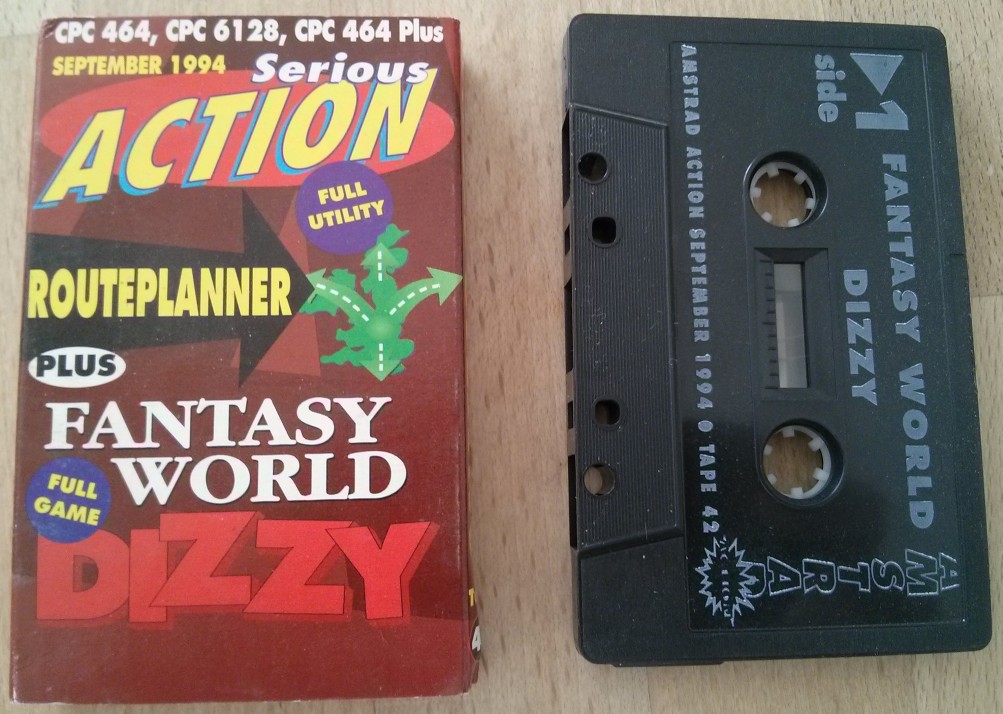 CPC 464, CPC 6128, CPC 464 Plus
SEPTEMBER 1994
Serious
ACTION
FULL
UTILITY
ROUTEPLANNER
PLUS
FANTASY
WORLD
FULL
GAME
DIZZY
4
side
1
FANTASY WORLD
DIZZY
AMSTRAD ACTION SEPTEMBER 1994 O TAPE 42
AMSTRAD